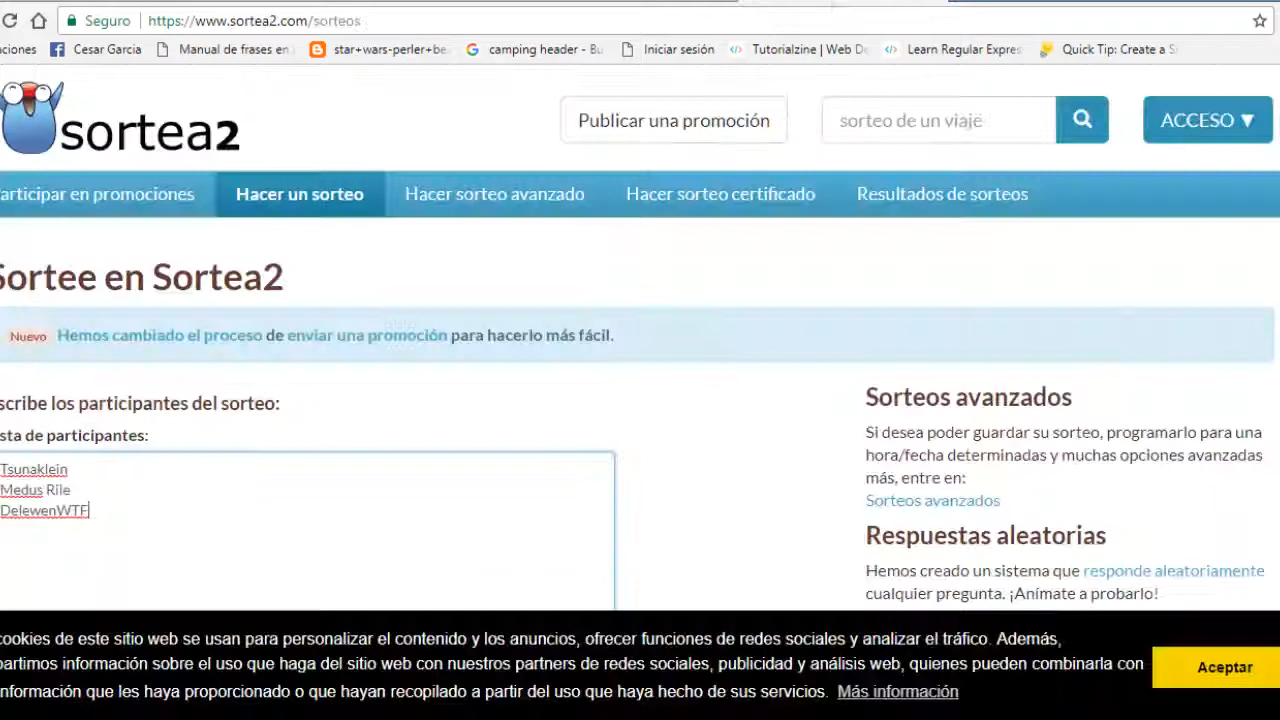 Seguro https://www.sortea2.com/sorteos
ciones Cesar Garcia Manual de frases en star+wars-perler+be camping header - Bu Iniciar sesión Tutorialzine | Web De Learn Regular Expres Quick Tip: Create a S
sortea2
Publicar una promoción
sorteo de un viaje
ACCESO ▼
articipar en promociones Hacer un sorteo Hacer sorteo avanzado Hacer sorteo certificado Resultados de sorteos
Sortee en Sortea2
Nuevo Hemos cambiado el proceso de enviar una promoción para hacerlo más fácil.
scribe los participantes del sorteo:
sta de participantes:
Tsunaklein
Medus Rile
DelewenWTF
Sorteos avanzados
Si desea poder guardar su sorteo, programarlo para una
hora/fecha determinadas y muchas opciones avanzadas
más, entre en:
Sorteos avanzados
Respuestas aleatorias
Hemos creado un sistema que responde aleatoriamente
cualquier pregunta. ¡Anímate a probarlo!
cookies de este sitio web se usan para personalizar el contenido y los anuncios, ofrecer funciones de redes sociales y analizar el tráfico. Además,
partimos información sobre el uso que haga del sitio web con nuestros partners de redes sociales, publicidad y análisis web, quienes pueden combinarla con
nformación que les haya proporcionado o que hayan recopilado a partir del uso que haya hecho de sus servicios. Más información
Aceptar